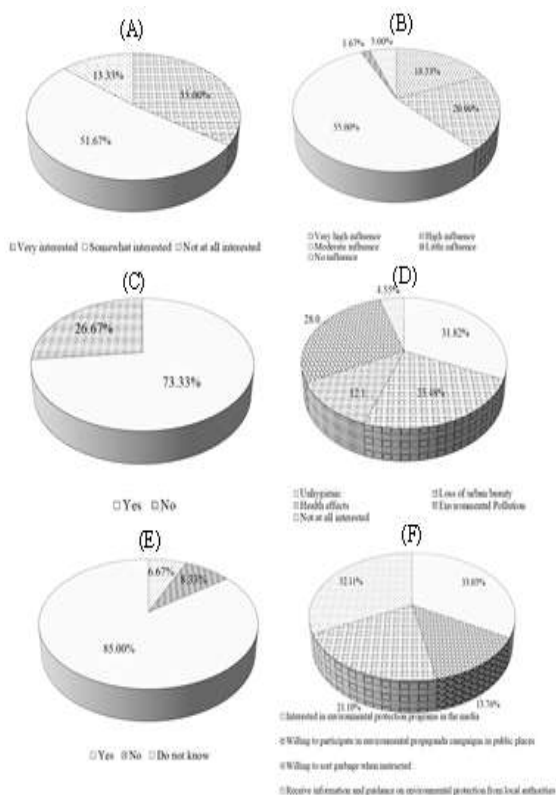 (A)
(B)
13.33%
35.00%
51.67%
1.67%
5.00%
18.33%
20.00%
55.00%
Very interested Somewhat interested Not at all interested
Very high influence High influence
Moderate influence Little influence
No influence
(C)
(D)
26.67%
73.33%
4.55%
28.0
31.82%
12.1
23.48%
Yes No
Unhygienic Loss of urban beauty
Health effects Environmental Pollution
Not at all interested
(E)
(F)
6.67%
8.33%
85.00%
32.11%
33.03%
21.10%
13.76%
Yes No Do not know
Interested in environmental protection programs in the media
Willing to participate in environmental propaganda campaigns in public places
Willing to sort garbage when instructed
Receive information and guidance on environmental protection from local authorities